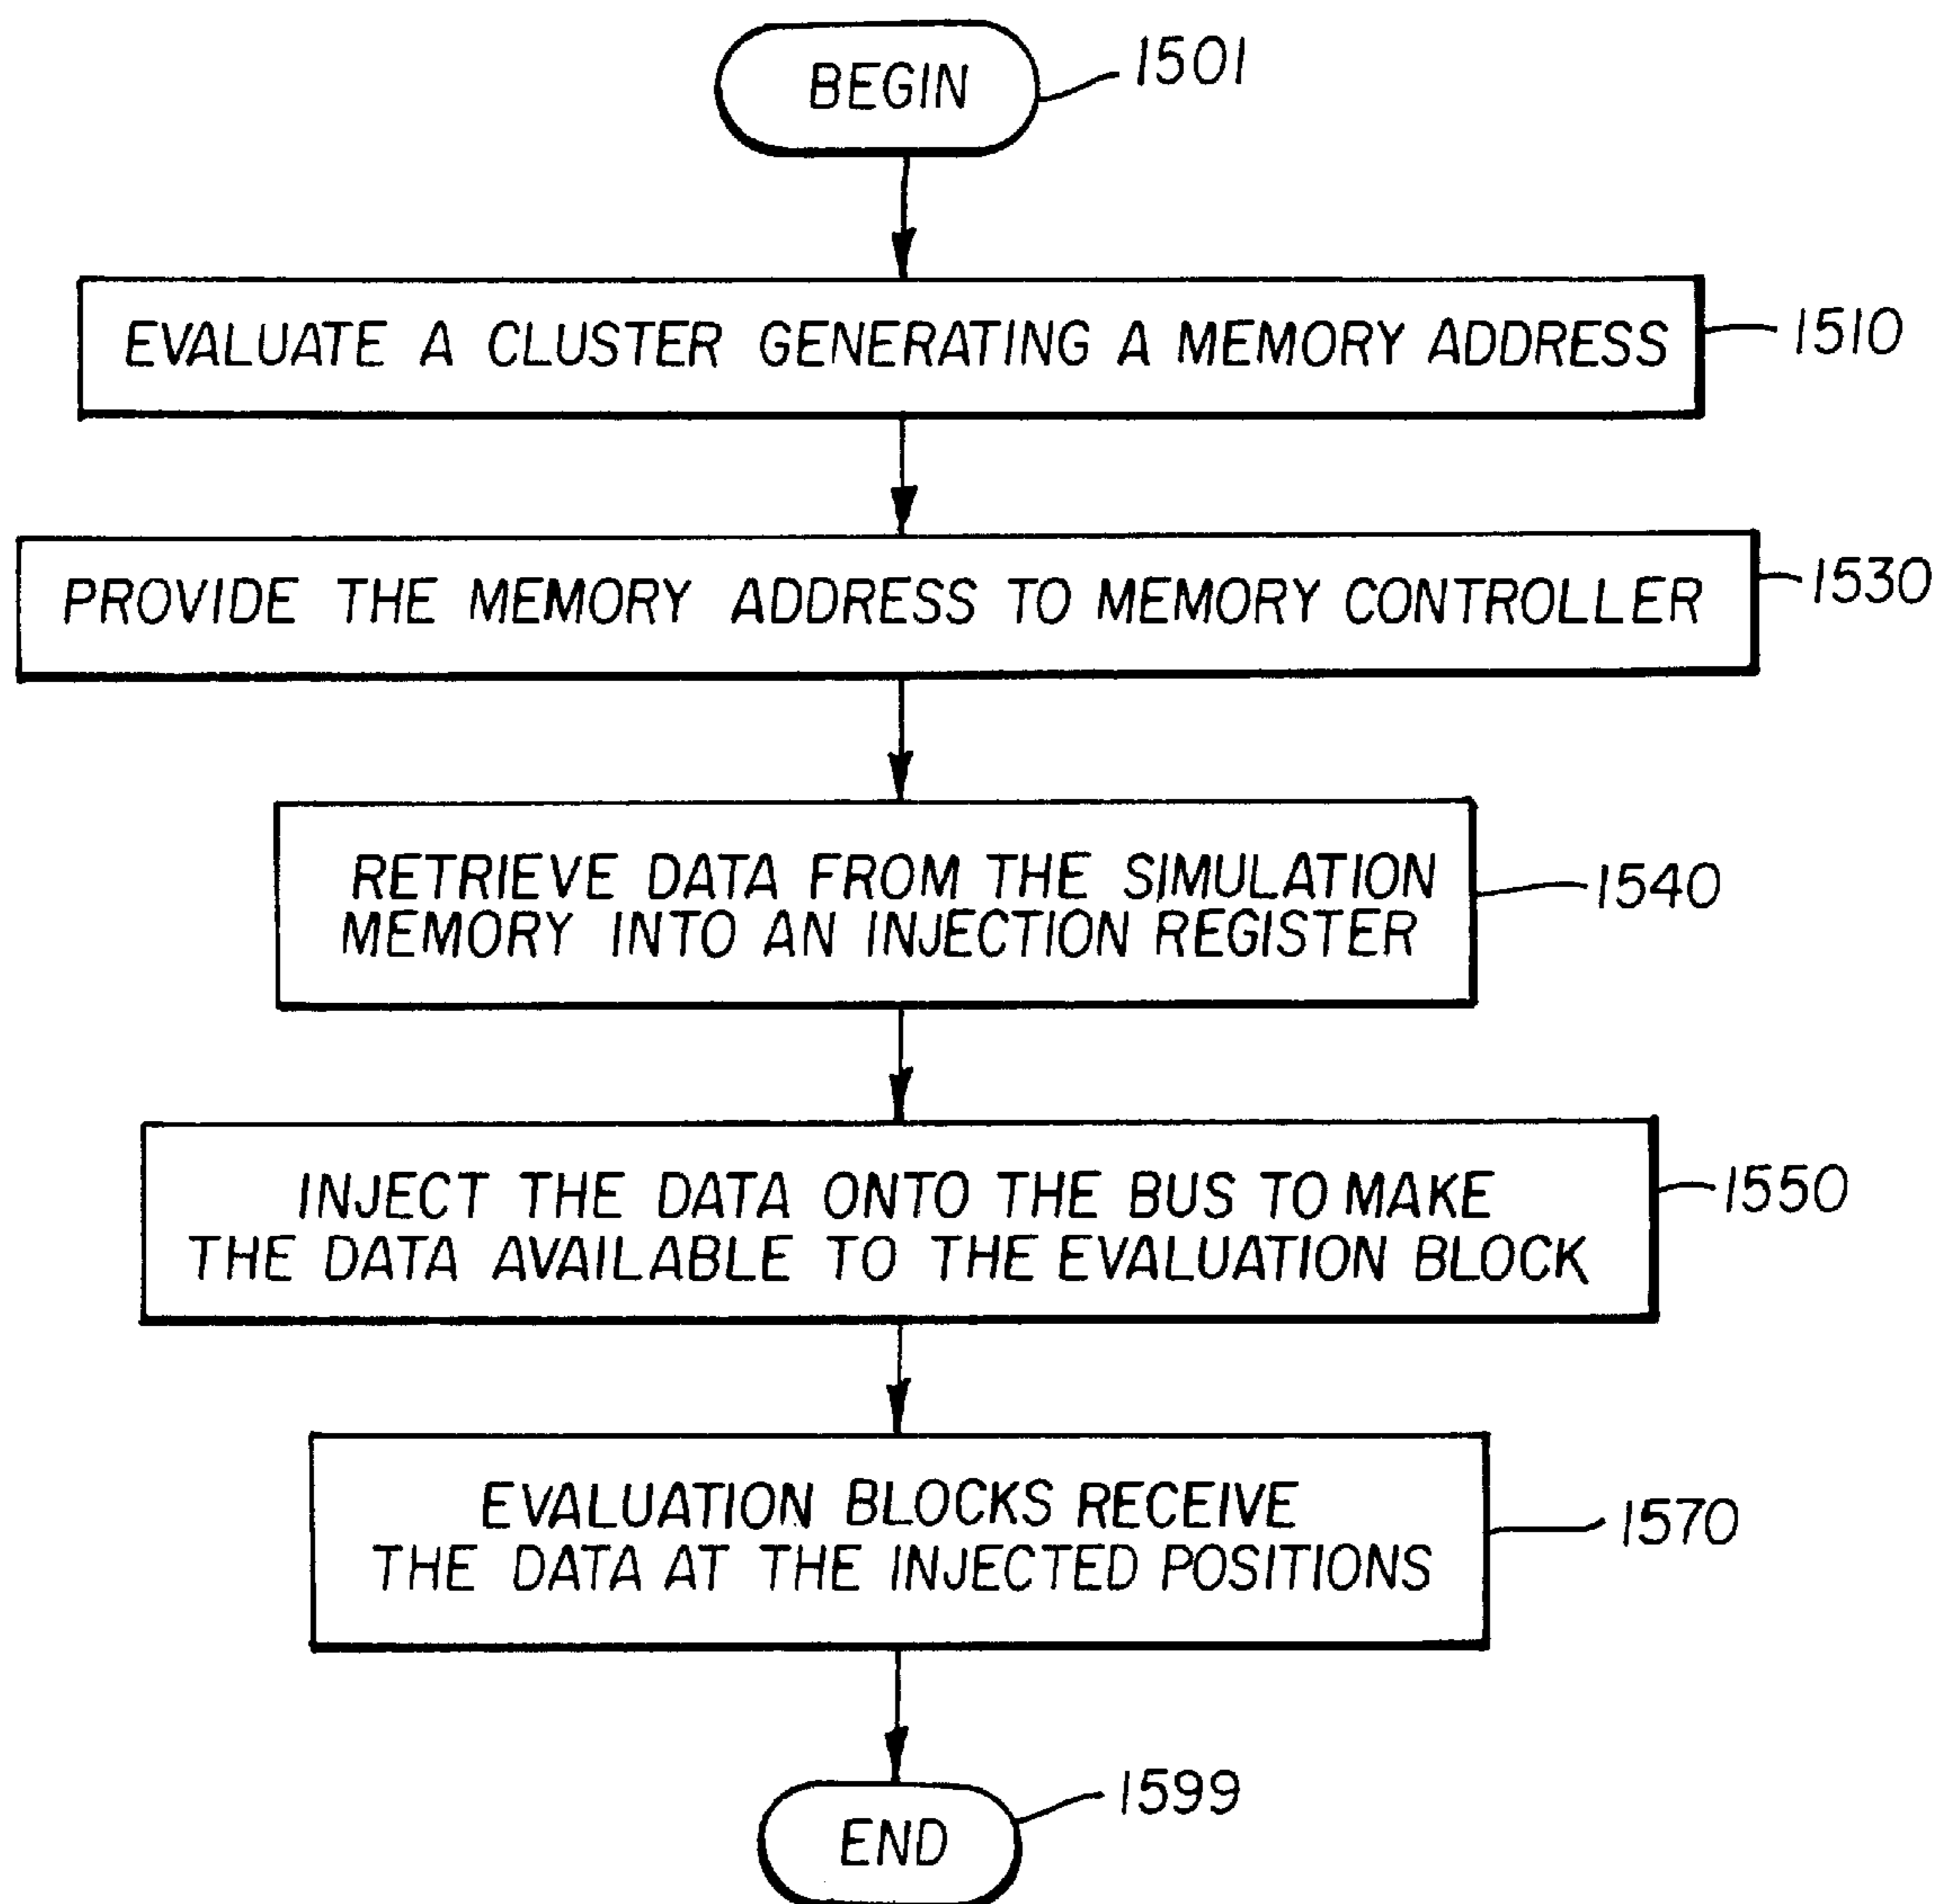 BEGIN
1501
EVALUATE A CLUSTER GENERATING A MEMORY ADDRESS
1510
PROVIDE THE MEMORY ADDRESS TO MEMORY CONTROLLER
1530
RETRIEVE DATA FROM THE SIMULATION
MEMORY INTO AN INJECTION REGISTER
1540
INJECT THE DATA ONTO THE BUS TO MAKE
THE DATA AVAILABLE TO THE EVALUATION BLOCK
1550
EVALUATION BLOCKS RECEIVE
THE DATA AT THE INJECTED POSITIONS
1570
END
1599